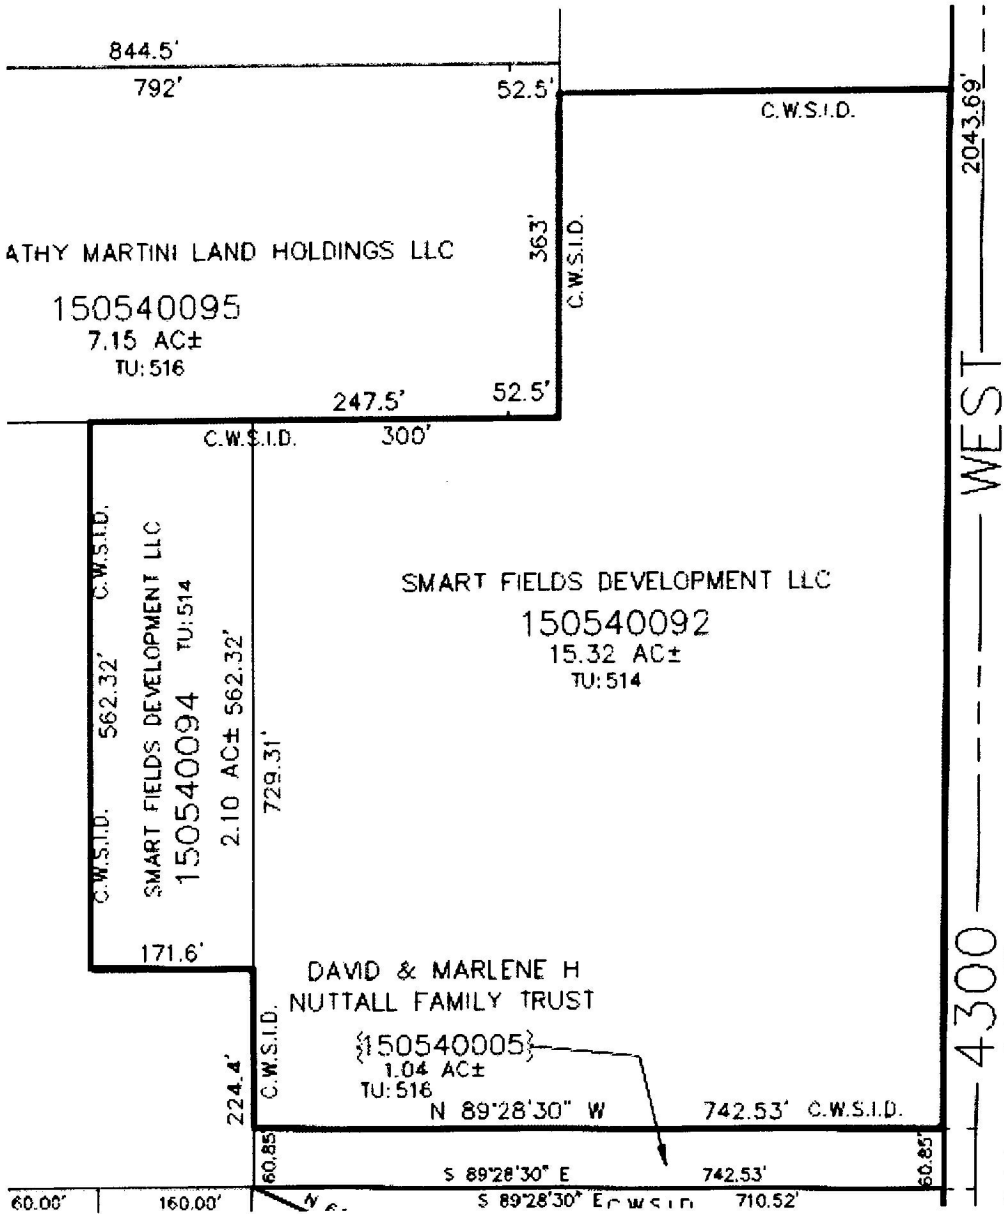 844.5'
792'
52.5'
C.W.S.I.D.
2043.69'
363'
C.W.S.I.D.
ATHY MARTINI LAND HOLDINGS LLC
150540095
7.15 AC±
TU:516
247.5'
52.5'
C.W.S.I.D.
300'
WEST
C.W.S.I.D.
562.32'
C.W.S.I.D.
SMART FIELDS DEVELOPMENT LLC
150540094 TU:514
2.10 AC± 562.32'
729.31'
SMART FIELDS DEVELOPMENT LLC
150540092
15.32 AC±
TU:514
171.6'
DAVID & MARLENE H
NUTTALL FAMILY TRUST
{150540005}
1.04 AC±
TU:516
4300
224.4'
C.W.S.I.D.
N 89°28'30" W 742.53' C.W.S.I.D.
60.85'
60.85'
S 89°28'30" E 742.53'
60.00'
160.00'
S 89°28'30" E C.W.S.I.D. 710.52'